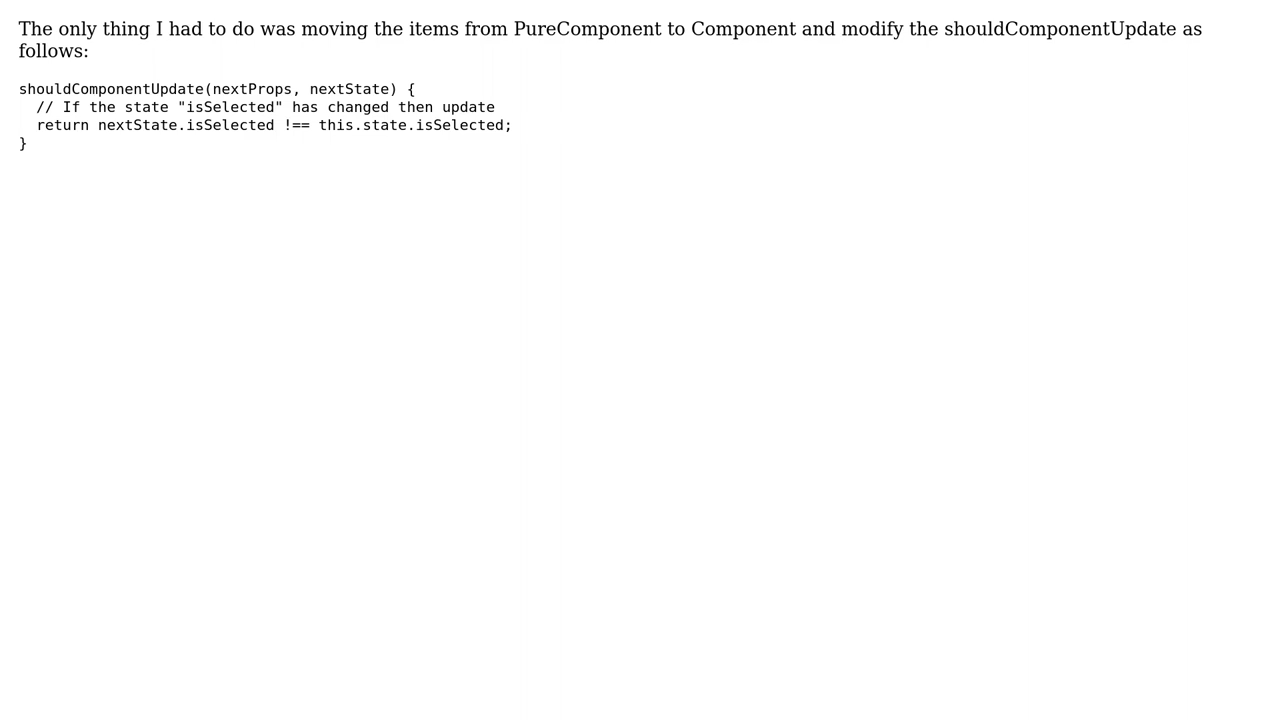 The only thing I had to do was moving the items from PureComponent to Component and modify the shouldComponentUpdate as
follows:
shouldComponentUpdate(nextProps, nextState) {
  // If the state "isSelected" has changed then update
  return nextState.isSelected !== this.state.isSelected;
}